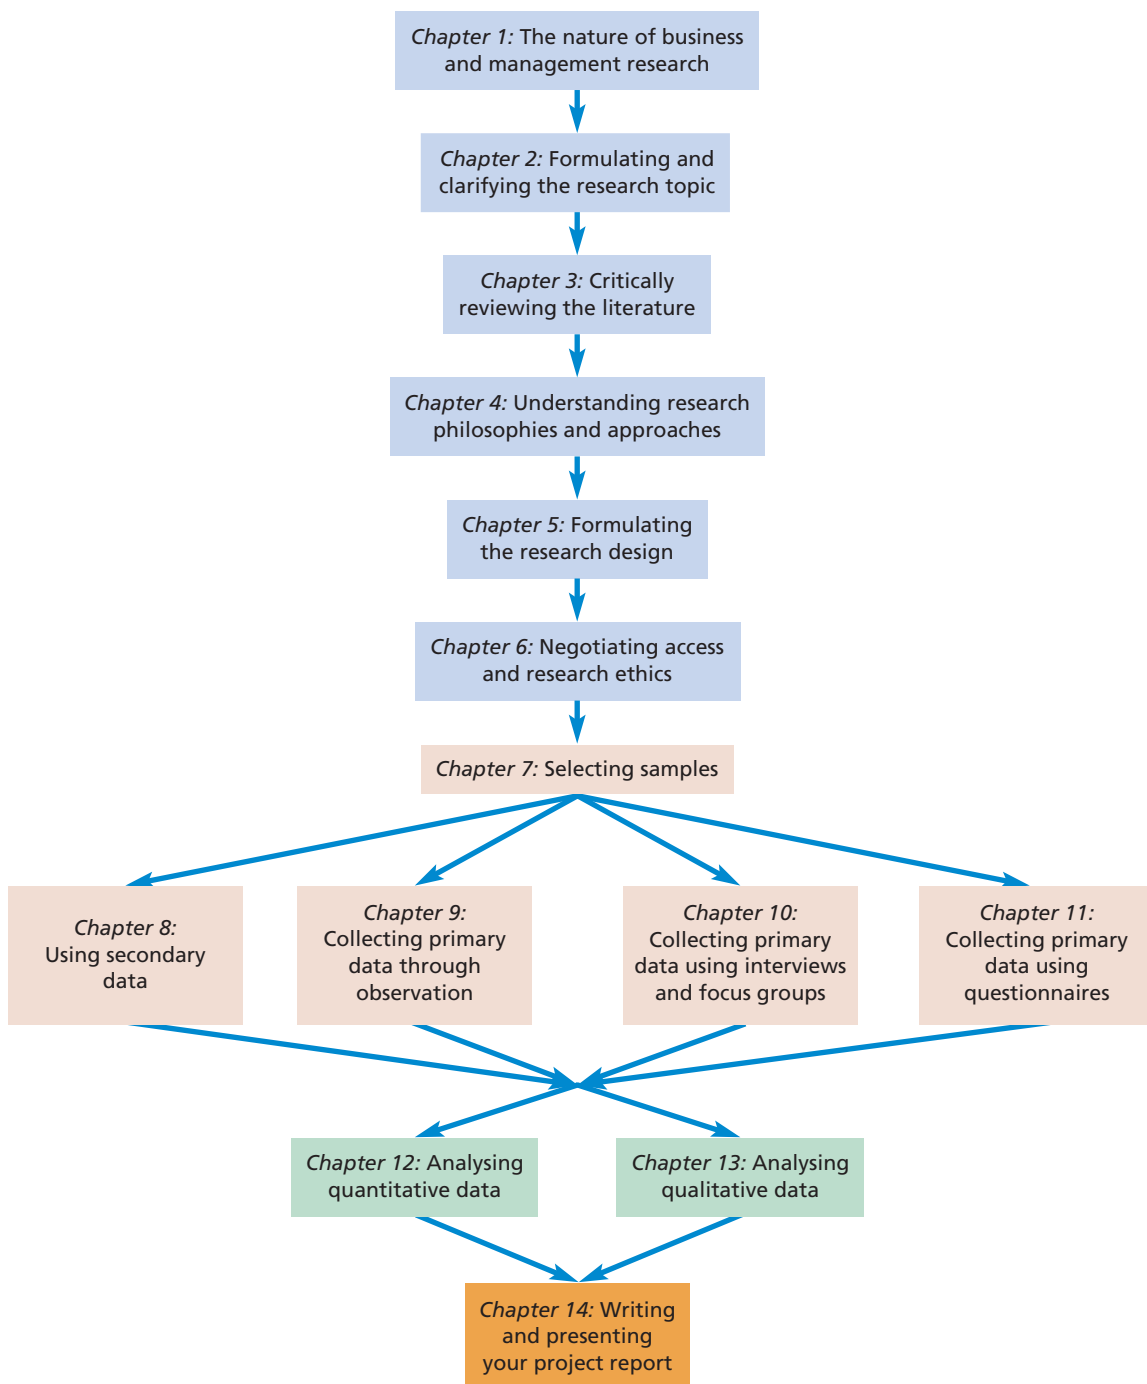 Chapter 1: The nature of business
and management research
Chapter 2: Formulating and
clarifying the research topic
Chapter 3: Critically
reviewing the literature
Chapter 4: Understanding research
philosophies and approaches
Chapter 5: Formulating
the research design
Chapter 6: Negotiating access
and research ethics
Chapter 7: Selecting samples
Chapter 8:
Using secondary
data
Chapter 9:
Collecting primary
data through
observation
Chapter 10:
Collecting primary
data using interviews
and focus groups
Chapter 11:
Collecting primary
data using
questionnaires
Chapter 12: Analysing
quantitative data
Chapter 13: Analysing
qualitative data
Chapter 14: Writing
and presenting
your project report